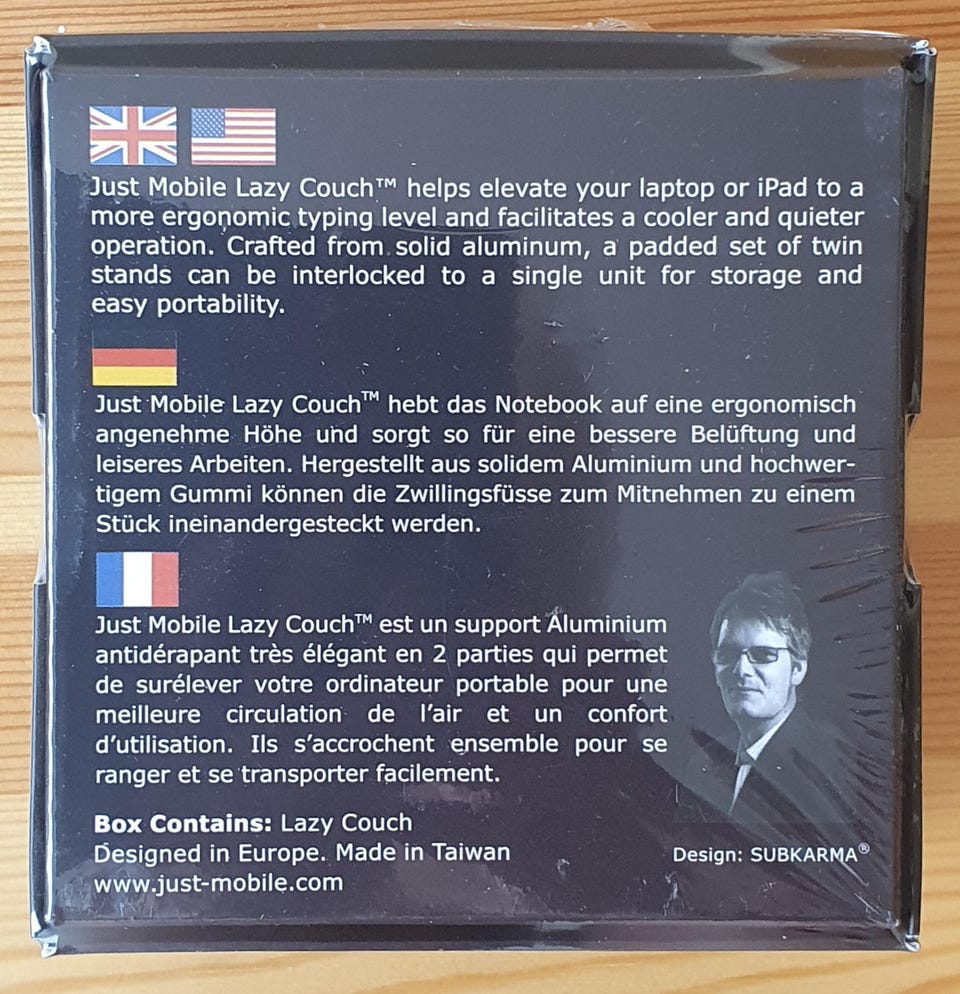 Just Mobile Lazy Couch™ helps elevate your laptop or iPad to a
more ergonomic typing level and facilitates a cooler and quieter
operation. Crafted from solid aluminum, a padded set of twin
stands can be interlocked to a single unit for storage and
easy portability.
Just Mobile Lazy Couch™ hebt das Notebook auf eine ergonomisch
angenehme Höhe und sorgt so für eine bessere Belüftung und
leiseres Arbeiten. Hergestellt aus solidem Aluminium und hochwer-
tigem Gummi können die Zwillingsfüsse zum Mitnehmen zu einem
Stück ineinandergesteckt werden.
Just Mobile Lazy Couch™ est un support Aluminium
antidérapant très élégant en 2 parties qui permet
de surélever votre ordinateur portable pour une
meilleure circulation de l'air et un confort
d'utilisation. Ils s'accrochent ensemble pour se
ranger et se transporter facilement.
Box Contains: Lazy Couch
Designed in Europe. Made in Taiwan
www.just-mobile.com
Design: SUBKARMA®